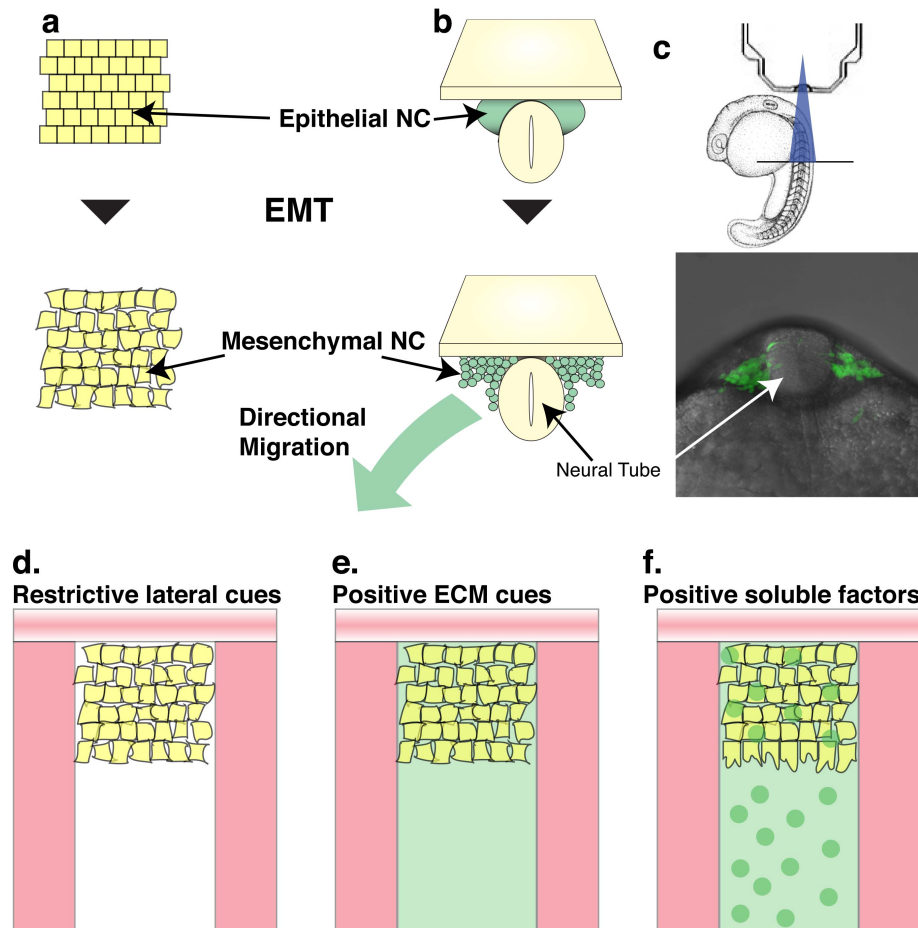 a
b
c
Epithelial NC
EMT
Mesenchymal NC
Directional
Migration
Neural Tube
d.
Restrictive lateral cues
e.
Positive ECM cues
f.
Positive soluble factors